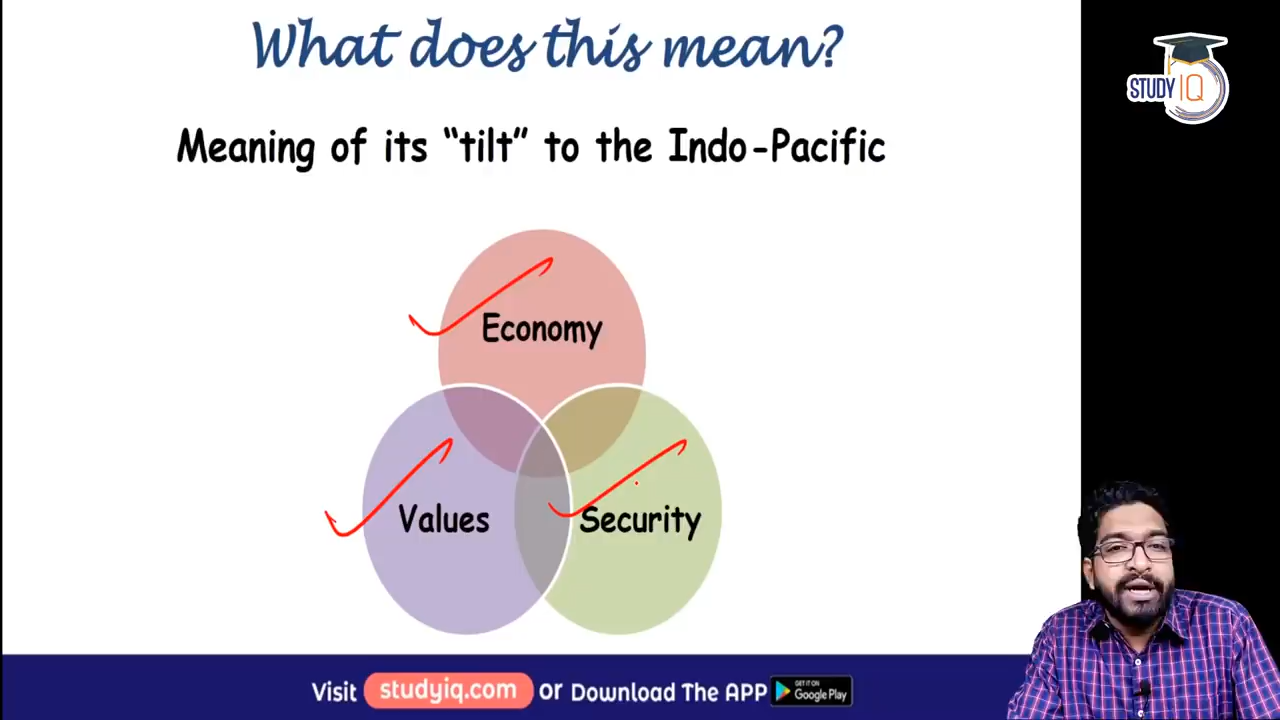 What does this mean?
STUDY IQ
Meaning of its “tilt” to the Indo-Pacific
Economy
Values
Security
Visit studyiq.com or Download The APP GET IT ON Google Play